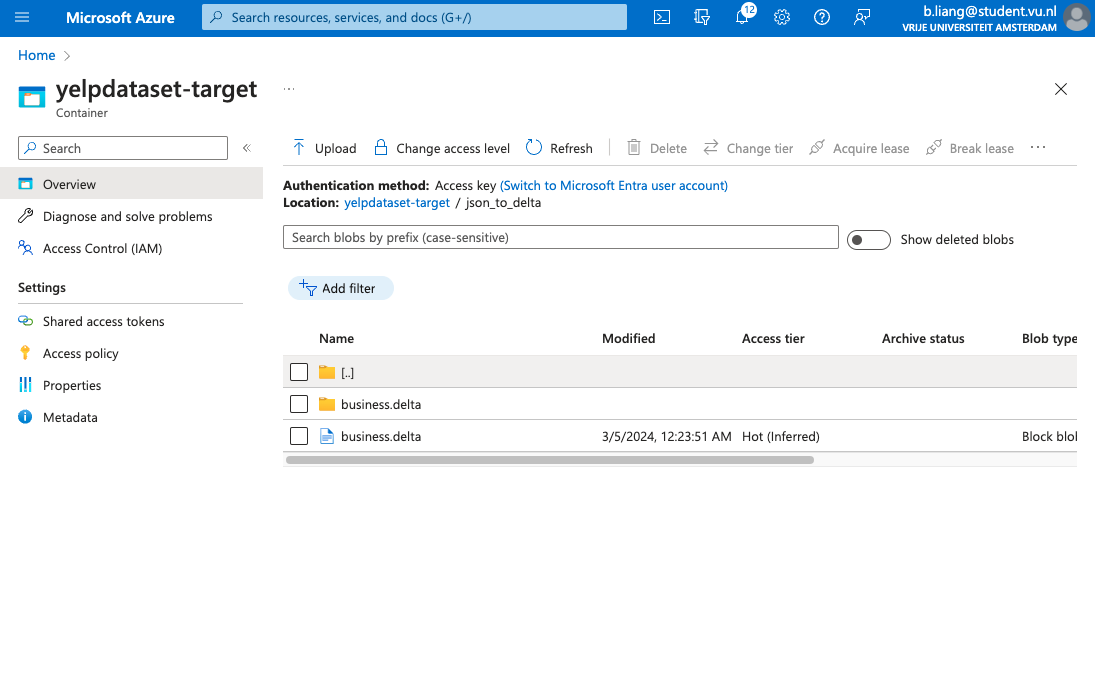 Microsoft Azure
Search resources, services, and docs (G+/)
12
b.liang@student.vu.nl
VRIJE UNIVERSITEIT AMSTERDAM
Home
yelpdataset-target
...
Container
Search
Overview
Diagnose and solve problems
Access Control (IAM)
Settings
Shared access tokens
Access policy
Properties
Metadata
Upload Change access level Refresh Delete Change tier Acquire lease Break lease ...
Authentication method: Access key (Switch to Microsoft Entra user account)
Location: yelpdataset-target / json_to_delta
Search blobs by prefix (case-sensitive)
Show deleted blobs
Add filter
Name Modified Access tier Archive status Blob type
[..]
business.delta
business.delta 3/5/2024, 12:23:51 AM Hot (Inferred) Block blo